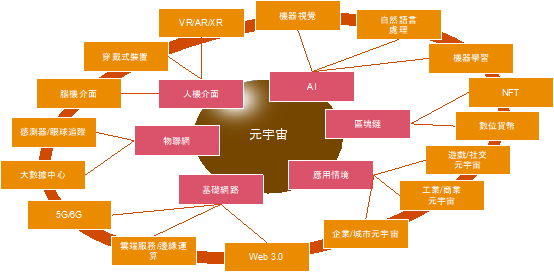 機器視覺
VR/AR/XR
自然語言
處理
穿戴式裝置
機器學習
腦機介面
人機介面
AI
NFT
感測器/眼球追蹤
物聯網
元宇宙
區塊鏈
數位貨幣
大數據中心
基礎網路
應用情境
遊戲/社交
元宇宙
工業/商業
元宇宙
5G/6G
雲端服務/邊緣運
算
Web 3.0
企業/城市元宇宙